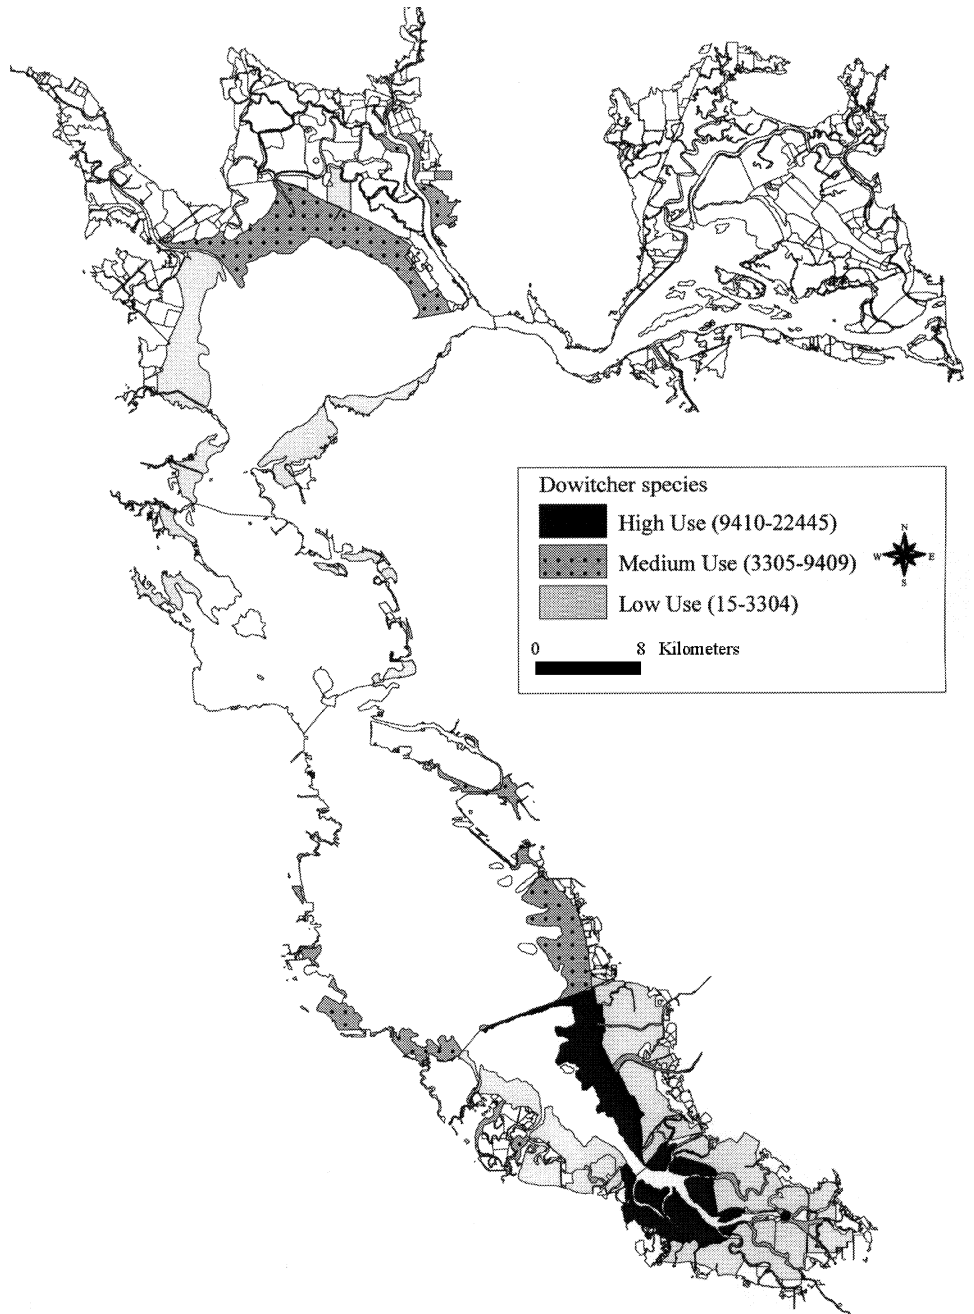 Dowitcher species
High Use (9410-22445)
Medium Use (3305-9409)
Low Use (15-3304)
N
W E
S
0 8 Kilometers